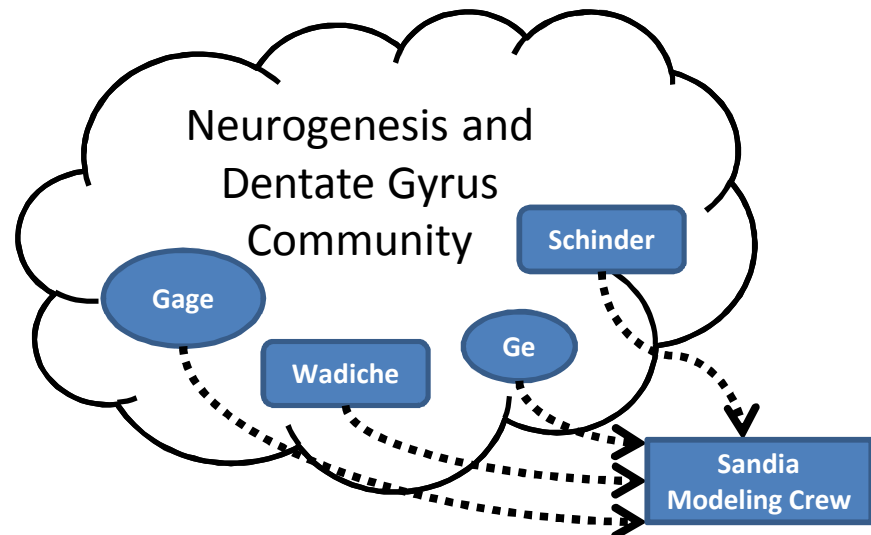 Neurogenesis and
Dentate Gyrus
Community
Schinder
Gage
Ge
Wadiche
Sandia
Modeling Crew